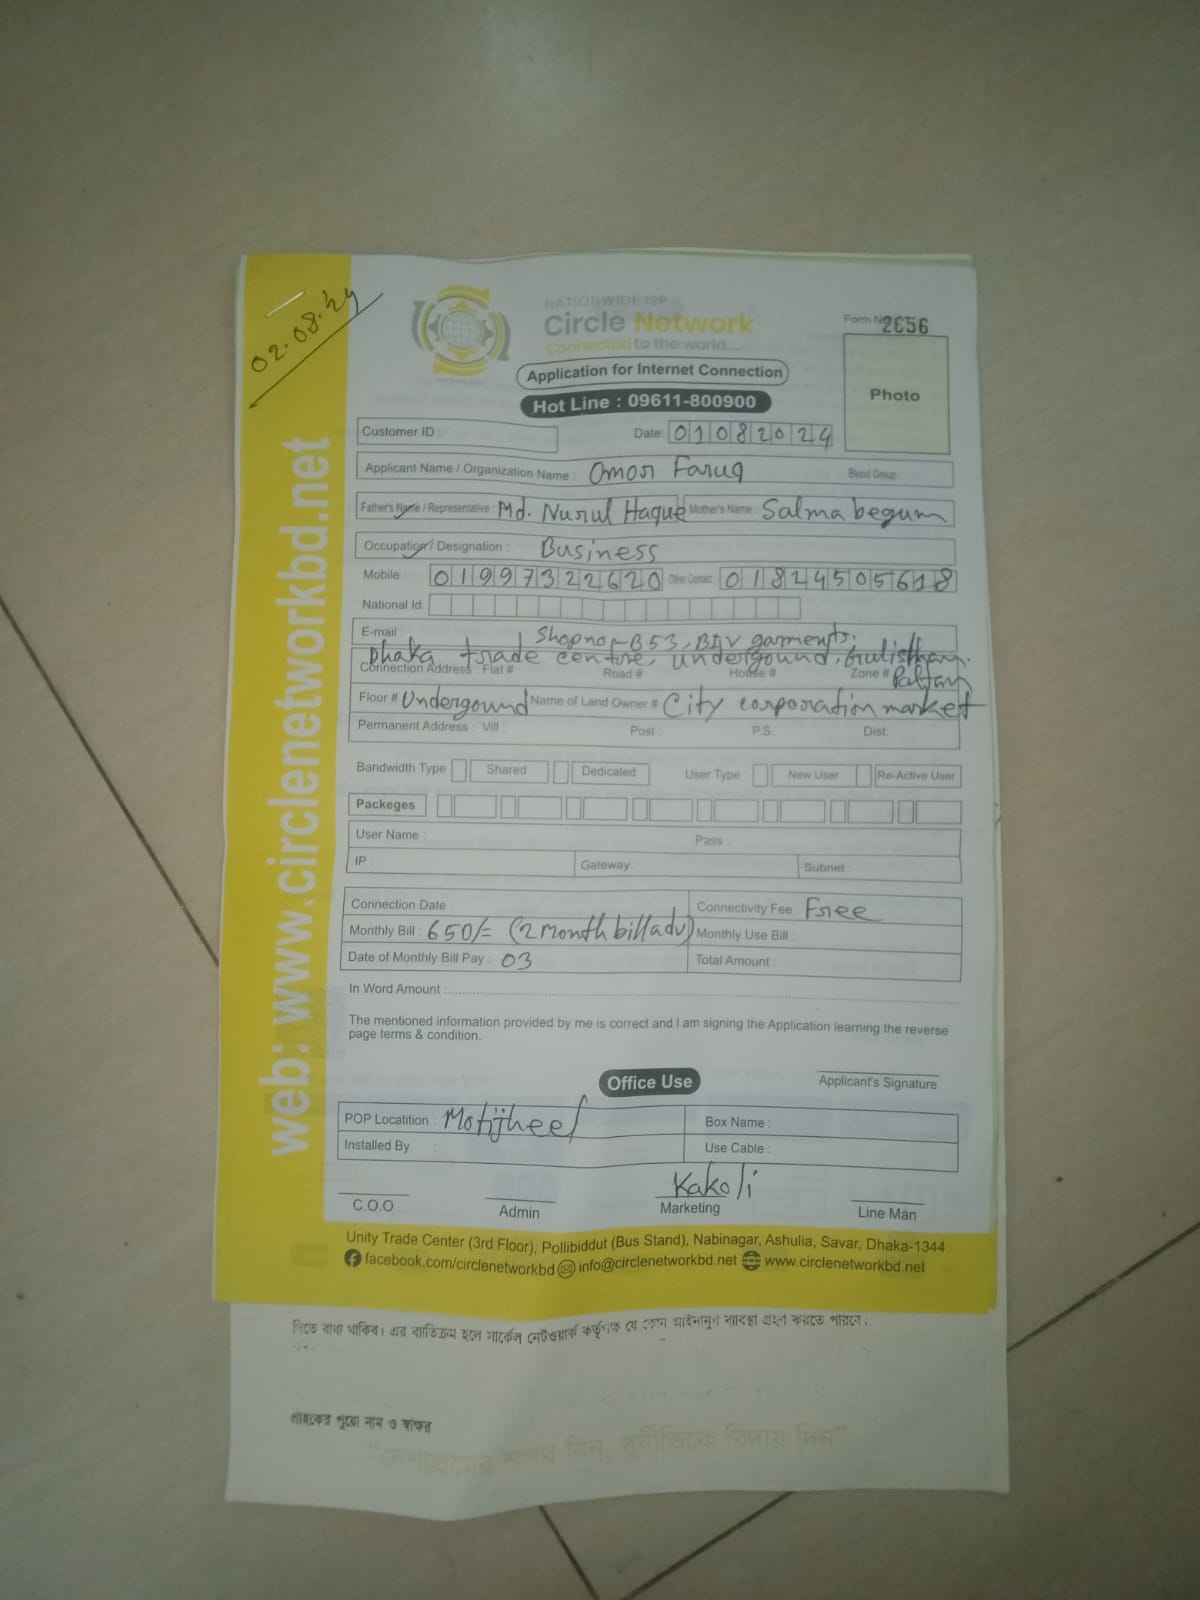 02.08.'24
NATIONWIDE ISP
Circle Network
Connected to the world....
Form No 2656
Application for Internet Connection
Hot Line : 09611-800900
Photo
Customer ID :
Date: 01082024
Applicant Name / Organization Name : Omor Faruq Blood Group :
Father's Name / Representative : Md. Nurul Haque Mother's Name : Salma begum
Occupation / Designation : Business
Mobile : 01997322620 Other Contact : 01824505618
National Id:
E-mail : Shop no-B53, Garments.
Dhaka trade centre, undergound, Gulisthan.
Connection Address : Flat # Road # House # Zone # Paltan
Floor # Undergound Name of Land Owner # City corporation market
Permanent Address : Vill : Post : P.S. Dist:
Bandwidth Type Shared Dedicated User Type : New User Re-Active User
Packeges
User Name : Pass :
IP : Gateway : Subnet :
Connection Date : Connectivity Fee : Free
Monthly Bill : 650/= (2 month bill adv) Monthly Use Bill :
Date of Monthly Bill Pay : 03 Total Amount :
In Word Amount :
The mentioned information provided by me is correct and I am signing the Application learning the reverse
page terms & condition.
Applicant's Signature
Office Use
POP Locatition : Motijheel Box Name :
Installed By : Use Cable :
Kakoli
C.O.O Admin Marketing Line Man
Unity Trade Center (3rd Floor), Pollibiddut (Bus Stand), Nabinagar, Ashulia, Savar, Dhaka-1344
facebook.com/circlenetworkbd info@circlenetworkbd.net www.circlenetworkbd.net
web: www.circlenetworkbd.net
দিতে বাধ্য থাকিব। এর ব্যতিক্রম হলে সার্কেল নেটওয়ার্ক কর্তৃপক্ষ যে কোন আইনানুগ ব্যাবস্থা গ্রহণ করতে পারবে।
গ্রাহকের পুরো নাম ও স্বাক্ষর
"দেশপ্রেমের শপথ নিন, দুর্নীতিকে বিদায় দিন"